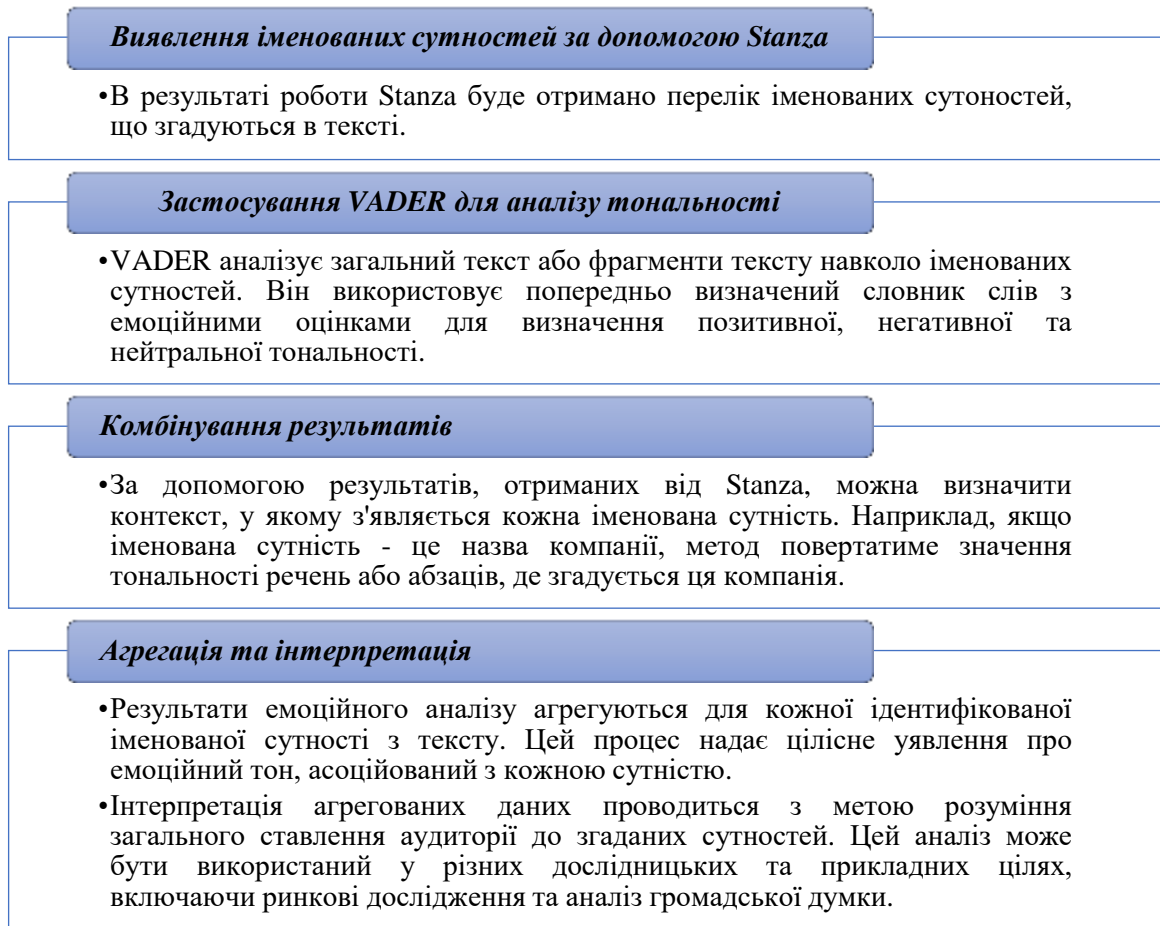 Виявлення іменованих сутностей за допомогою Stanza
•В результаті роботи Stanza буде отримано перелік іменованих сутоностей,
що згадуються в тексті.
Застосування VADER для аналізу тональності
•VADER аналізує загальний текст або фрагменти тексту навколо іменованих
сутностей. Він використовує попередньо визначений словник слів з
емоційними оцінками для визначення позитивної, негативної та
нейтральної тональності.
Комбінування результатів
•За допомогою результатів, отриманих від Stanza, можна визначити
контекст, у якому з'являється кожна іменована сутність. Наприклад, якщо
іменована сутність - це назва компанії, метод повертатиме значення
тональності речень або абзаців, де згадується ця компанія.
Агрегація та інтерпретація
•Результати емоційного аналізу агрегуються для кожної ідентифікованої
іменованої сутності з тексту. Цей процес надає цілісне уявлення про
емоційний тон, асоційований з кожною сутністю.
•Інтерпретація агрегованих даних проводиться з метою розуміння
загального ставлення аудиторії до згаданих сутностей. Цей аналіз може
бути використаний у різних дослідницьких та прикладних цілях,
включаючи ринкові дослідження та аналіз громадської думки.